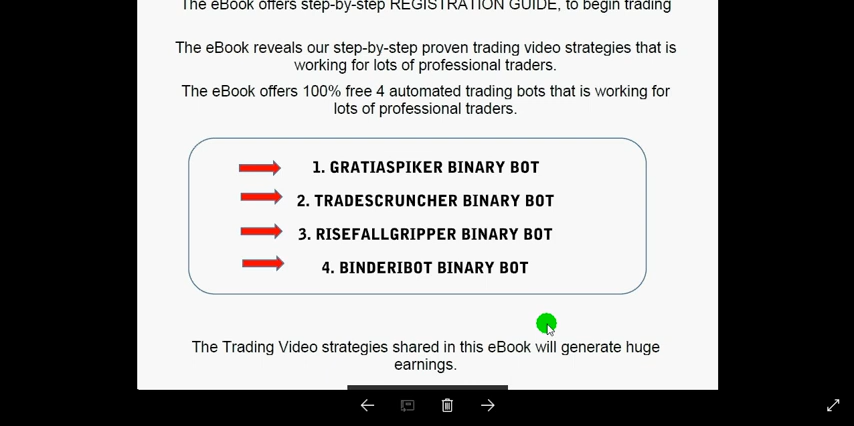 The eBook offers step-by-step REGISTRATION GUIDE, to begin trading
The eBook reveals our step-by-step proven trading video strategies that is
working for lots of professional traders.
The eBook offers 100% free 4 automated trading bots that is working for
lots of professional traders.
1. GRATIASPIKER BINARY BOT
2. TRADESCRUNCHER BINARY BOT
3. RISEFALLGRIPPER BINARY BOT
4. BINDERIBOT BINARY BOT
The Trading Video strategies shared in this eBook will generate huge
earnings.